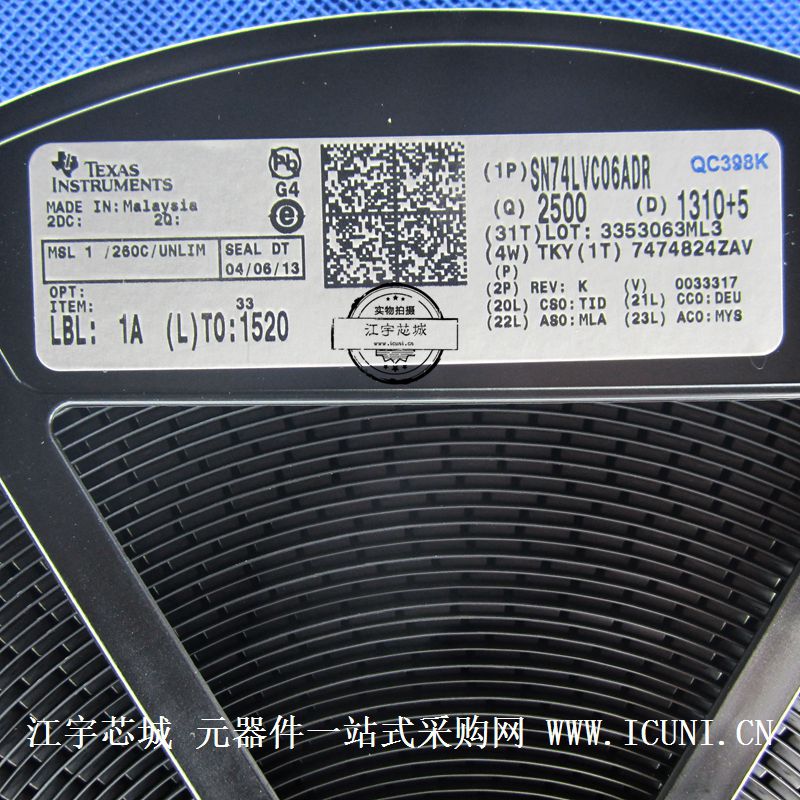 TEXAS INSTRUMENTS
Pb
G4
e
MADE IN: Malaysia
2DC: 2Q:
MSL 1 /260C/UNLIM
SEAL DT
04/06/13
OPT:
ITEM: 33
LBL: 1A (L)TO:1520
(1P) SN74LVC06ADR
QC398K
(Q) 2500 (D) 1310+5
(31T)LOT: 3353063ML3
(4W) TKY(1T) 7474824ZAV
(P)
(2P) REV: K (V) 0033317
(20L) CSO:TID (21L) CCO:DEU
(22L) ASO:MLA (23L) ACO:MYS
实物拍摄
江宇芯城
www.icuni.cn
江宇芯城 元器件一站式采购网 WWW.ICUNI.CN